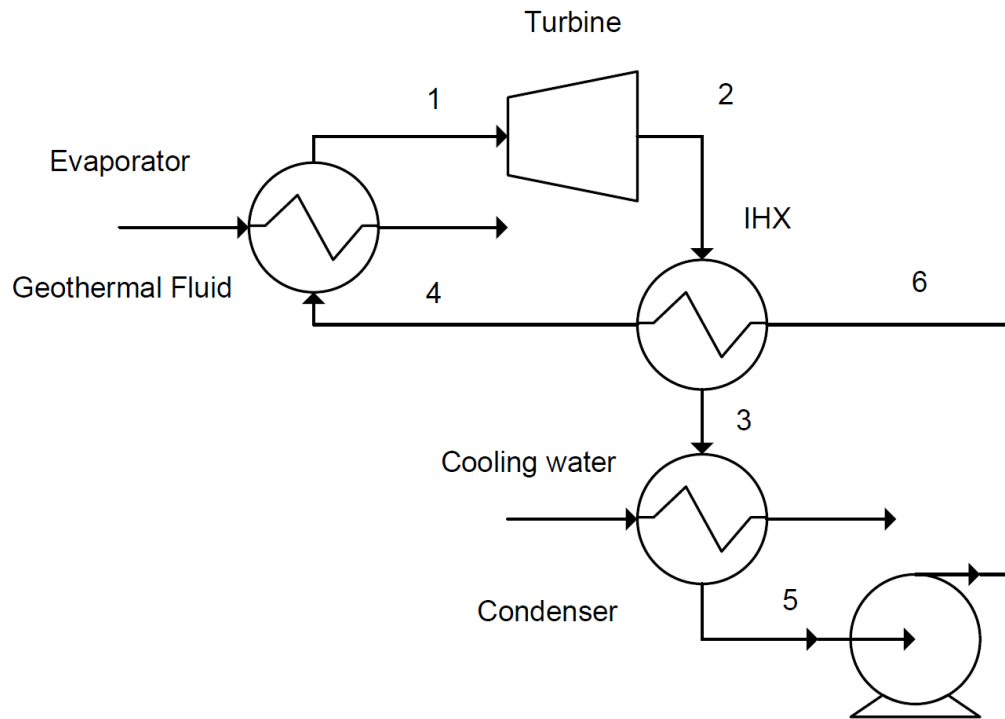 Turbine
1
2
Evaporator
IHX
Geothermal Fluid
4
6
3
Cooling water
Condenser
5